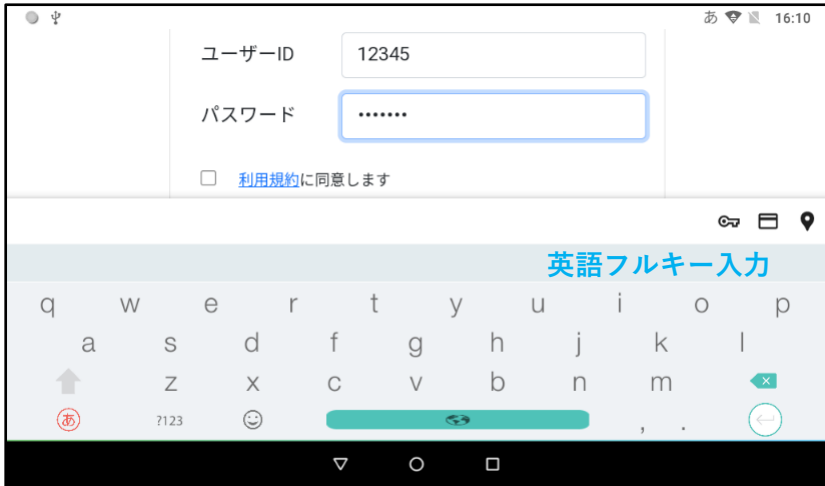 あ 16:10
ユーザーID 12345
パスワード •••••••
利用規約に同意します
英語フルキー入力
q w e r t y u i o p
a s d f g h j k l
z x c v b n m
あ ?123 , .